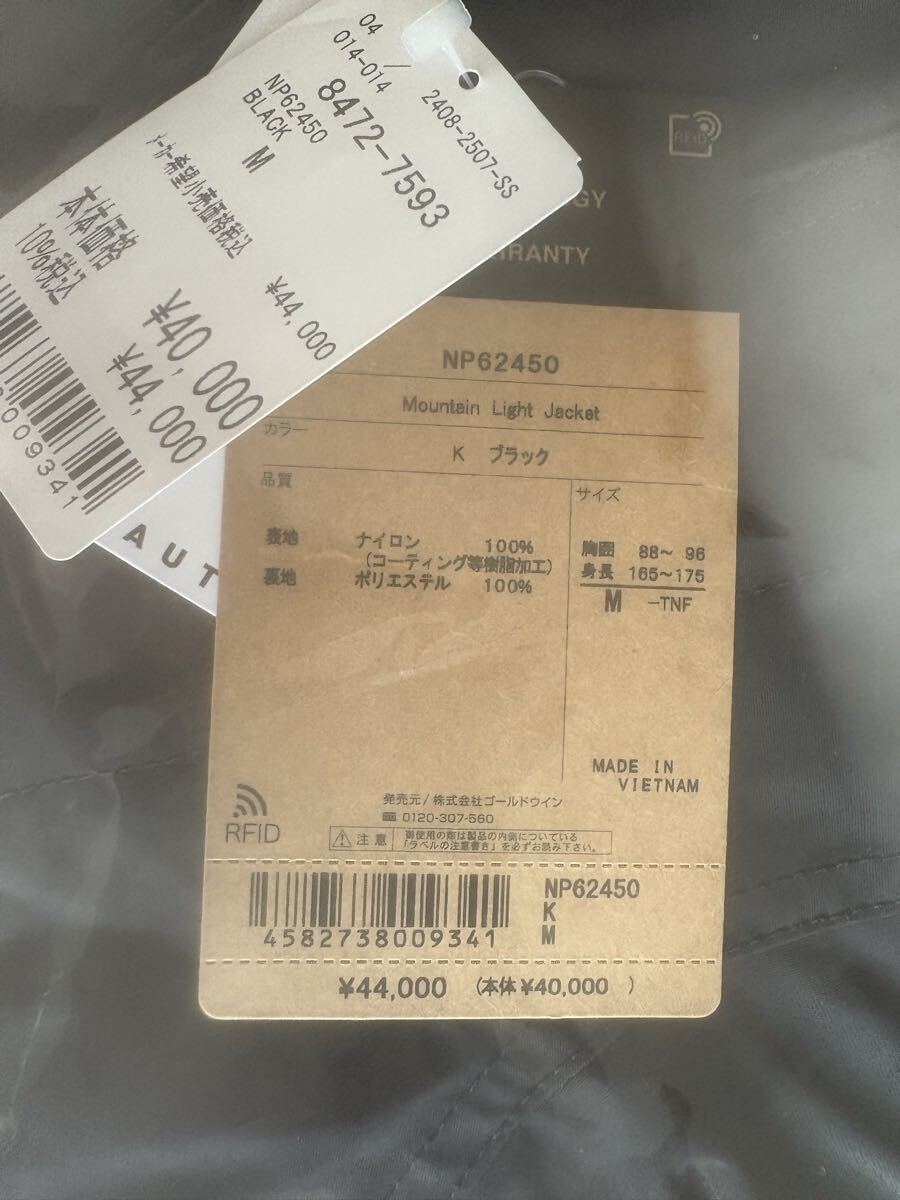 04
014-014
8472-7593
2408-2507-SS
NP62450
BLACK
M
メーカー希望小売価格税込
¥44,000
本体価格
10%税込
¥40,000
¥44,000
009341
AUT
RFID
GY
RRANTY
NP62450
Mountain Light Jacket
カラー
K ブラック
品質
サイズ
表地 ナイロン 100%
(コーティング等樹脂加工)
裏地 ポリエステル 100%
胸囲 88～ 96
身長 165～175
M -TNF
MADE IN
VIETNAM
発売元/株式会社ゴールドウイン
0120-307-560
RFID
注意
御使用の際は製品の内側についている
「ラベルの注意書き」を必ずお読み下さい。
4582738009341
NP62450
K
M
¥44,000 (本体¥40,000 )